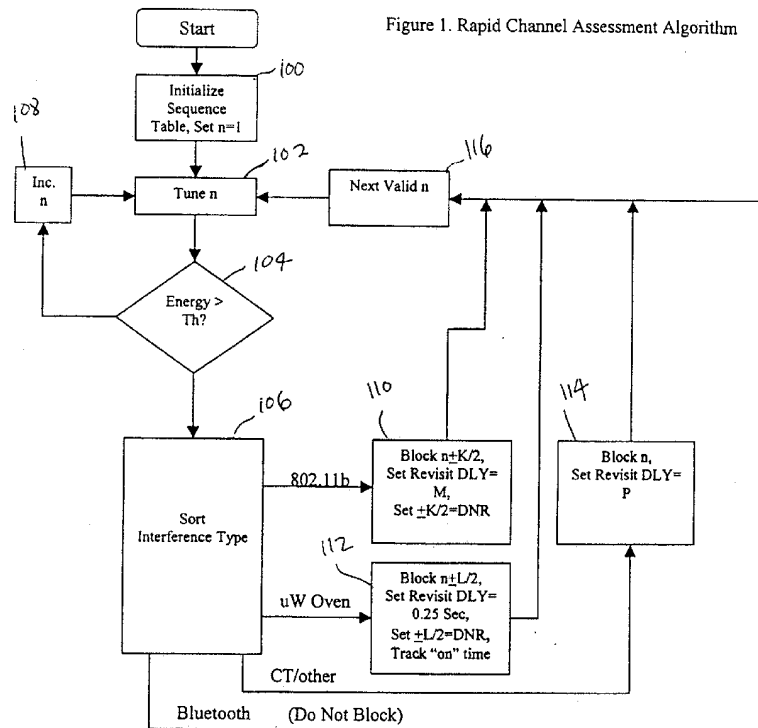 Figure 1. Rapid Channel Assessment Algorithm
Start
100
Initialize
Sequence
Table, Set n=1
108
102
116
Inc.
n
Tune n
Next Valid n
104
Energy >
Th?
106
110
114
Block n±K/2,
Set Revisit DLY=
M,
Set ±K/2=DNR
Block n,
Set Revisit DLY=
P
802.11b
Sort
Interference Type
112
Block n±L/2,
Set Revisit DLY=
0.25 Sec,
Set ±L/2=DNR,
Track "on" time
uW Oven
CT/other
Bluetooth (Do Not Block)